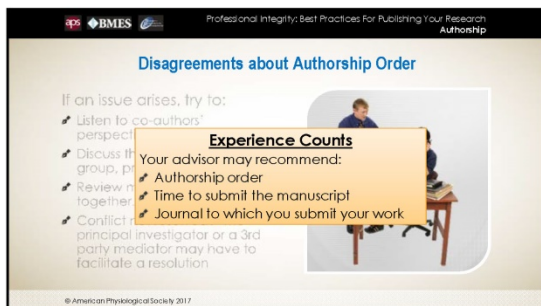 aps BMES
Professional Integrity: Best Practices For Publishing Your Research
Authorship
Disagreements about Authorship Order
If an issue arises, try to:
Listen to co-authors'
perspect
Discuss th
group, pr
Review m
together
Conflict r
principal investigator or a 3rd
party mediator may have to
facilitate a resolution
Experience Counts
Your advisor may recommend:
Authorship order
Time to submit the manuscript
Journal to which you submit your work
© American Physiological Society 2017